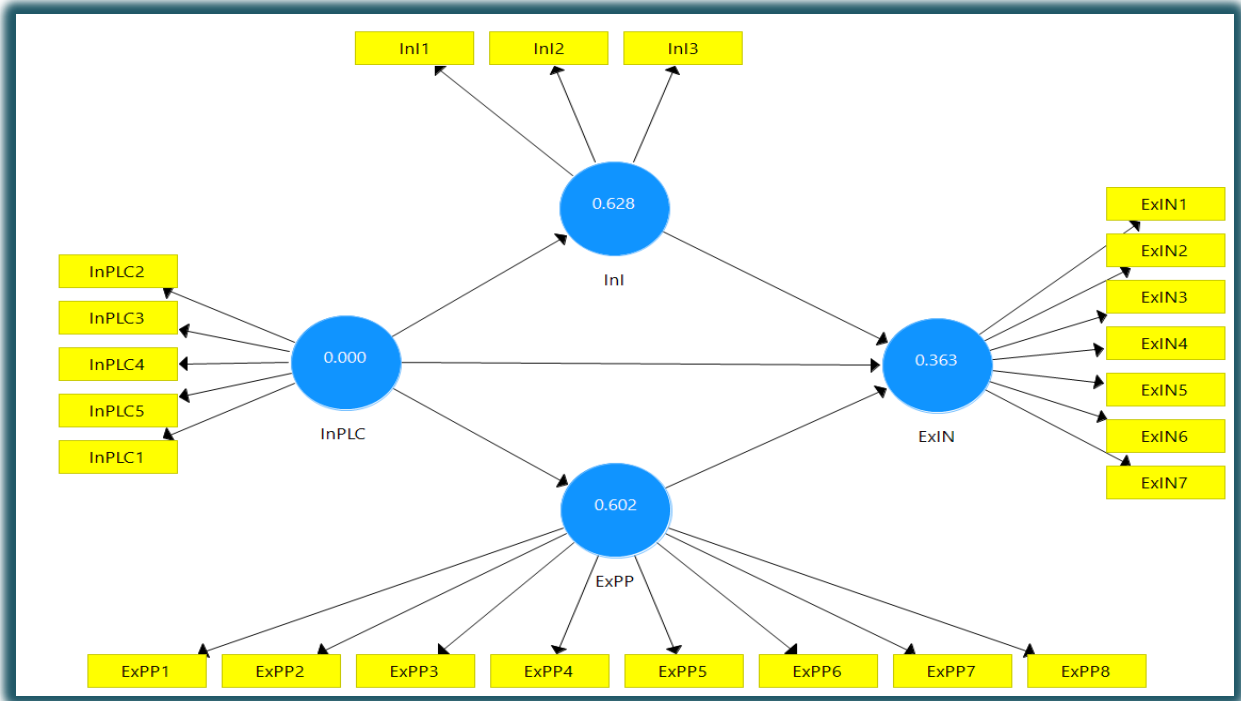 InI1 InI2 InI3
0.628
InI
InPLC2
InPLC3
InPLC4
InPLC5
InPLC1
0.000
InPLC
ExIN1
ExIN2
ExIN3
ExIN4
ExIN5
ExIN6
ExIN7
0.363
ExIN
0.602
ExPP
ExPP1 ExPP2 ExPP3 ExPP4 ExPP5 ExPP6 ExPP7 ExPP8